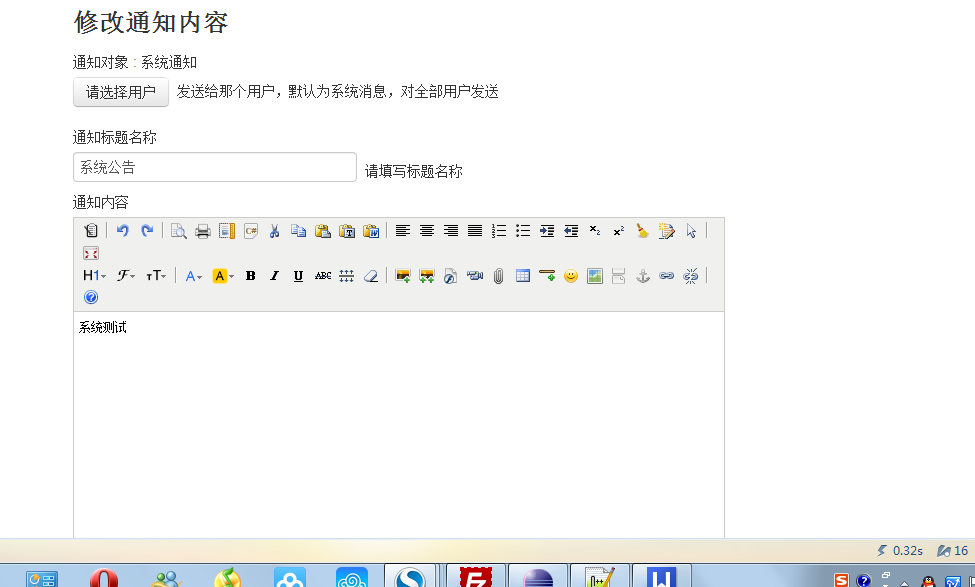 修改通知内容
通知对象 : 系统通知
请选择用户 发送给那个用户，默认为系统消息，对全部用户发送
通知标题名称
系统公告 请填写标题名称
通知内容
C#
T W
X₂ X²
H1 F TT A A B I U ABC
系统测试
0.32s 16